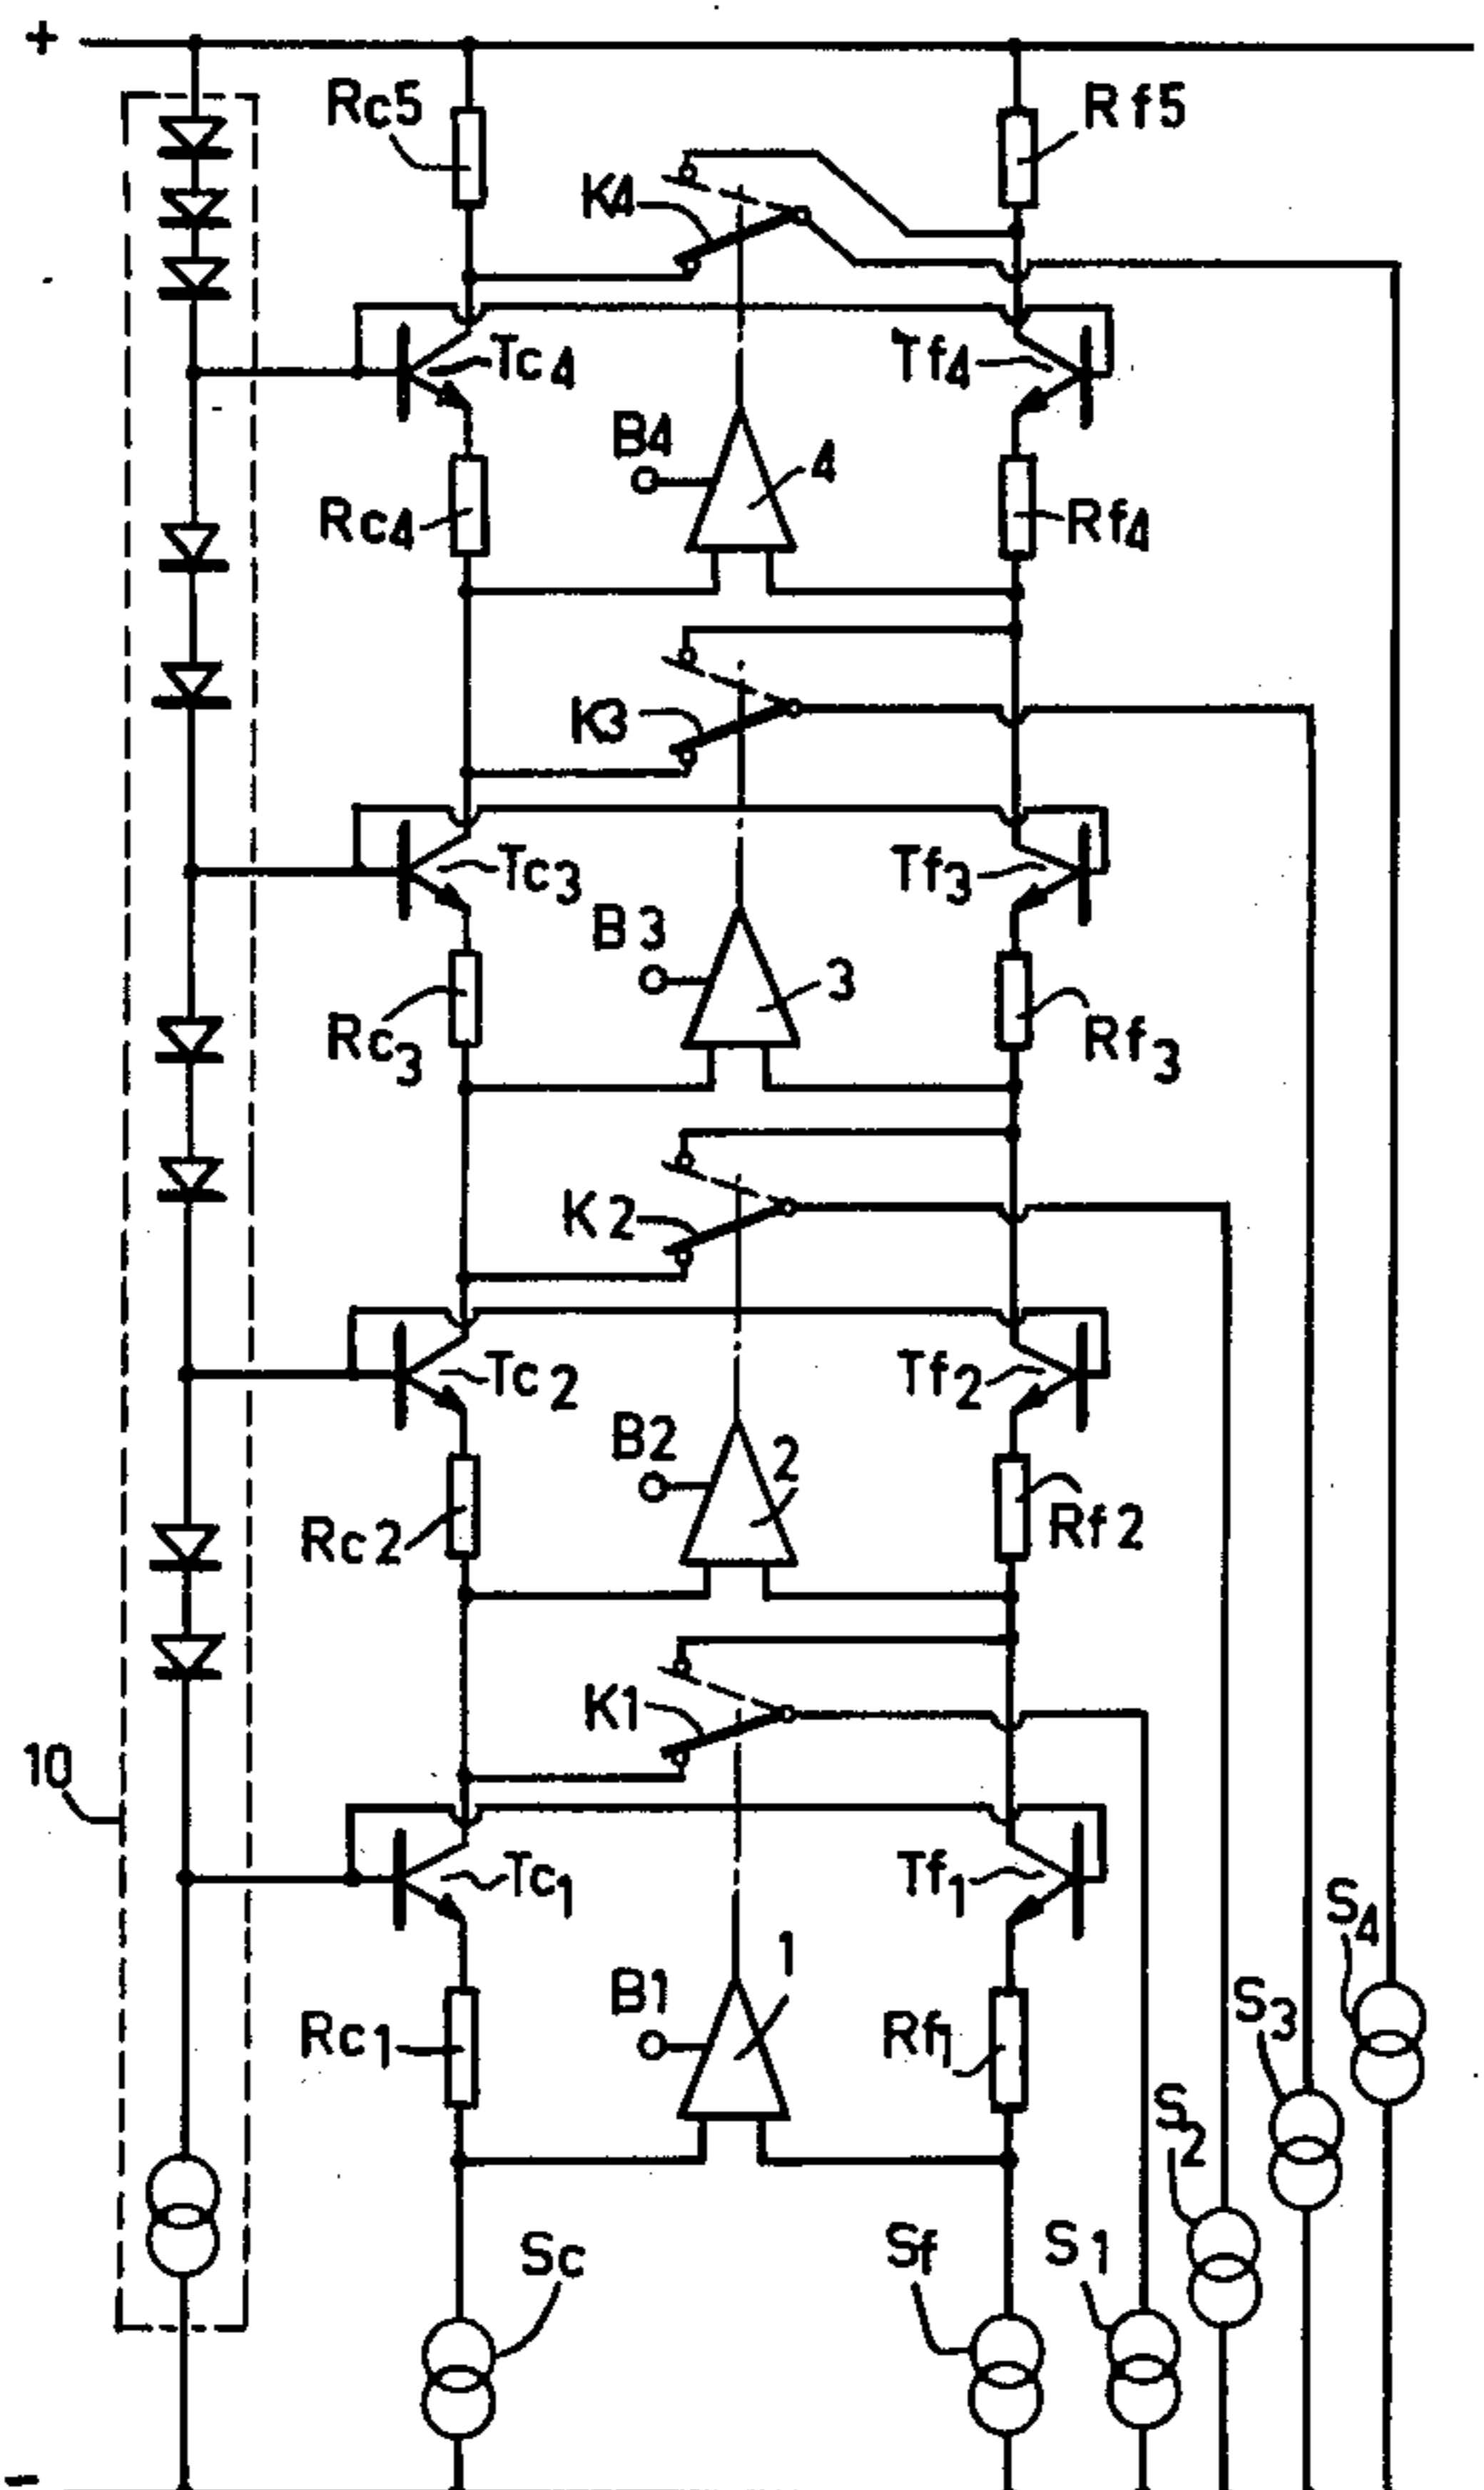 +
Rc5
Rf5
K4
Tc4
Tf4
B4
4
Rc4
Rf4
K3
Tc3
Tf3
B3
3
Rc3
Rf3
K2
Tc2
Tf2
B2
2
Rc2
Rf2
K1
10
Tc1
Tf1
S4
B1
1
S3
Rc1
Rf1
S2
Sc
Sf
S1
-